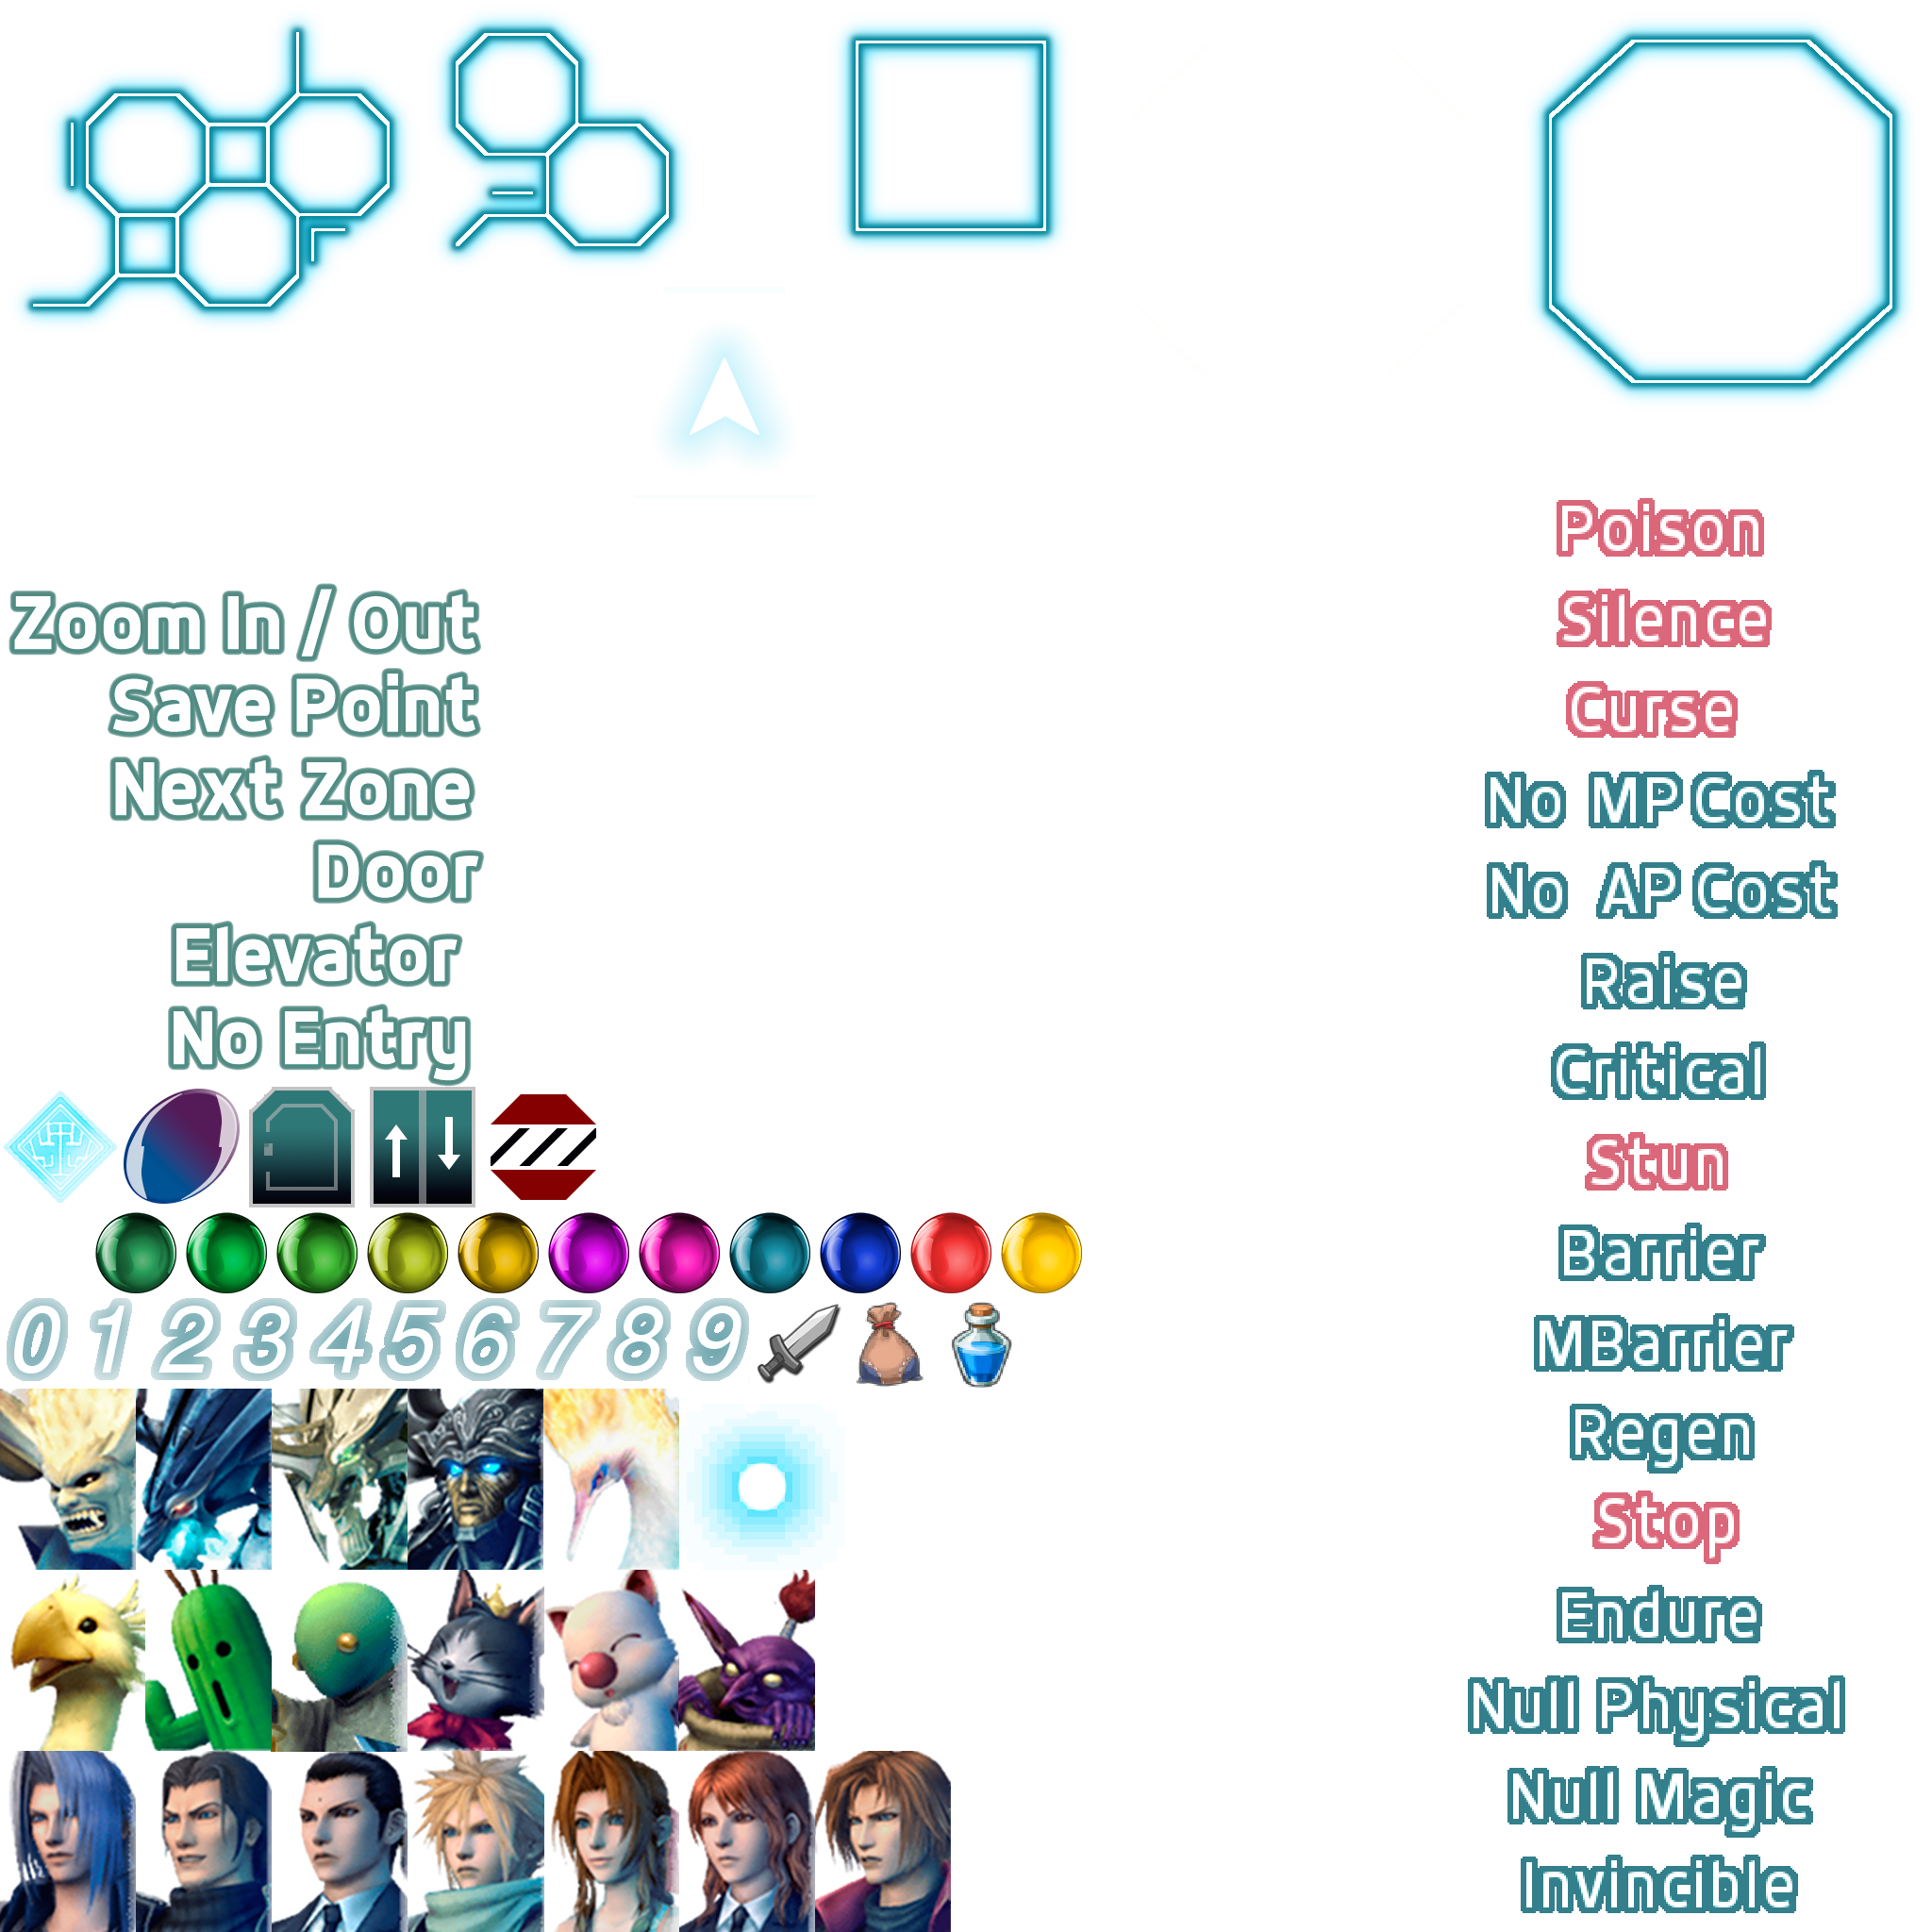 Poison
Silence
Zoom In / Out
Save Point
Curse
Next Zone
No MP Cost
Door
No AP Cost
Elevator
Raise
No Entry
Critical
Stun
Barrier
0 1 2 3 4 5 6 7 8 9
MBarrier
Regen
Stop
Endure
Null Physical
Null Magic
Invincible